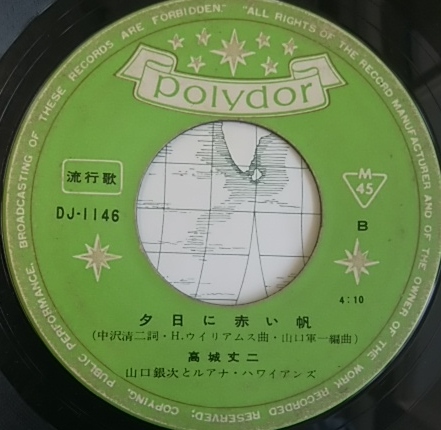 BROADCASTING OF THESE RECORDS ARE FORBIDDEN" "ALL RIGHTS OF THE RECORD MANUFACTURER AND OF THE OWNER OF THE WORK RECORDED RESERVED; COPYING, PUBLIC PERFORMANCE,
polydor
流行歌
M
45
DJ-1146
B
4:10
夕日に赤い帆
(中沢清二詞・H.ウイリアムス曲・山口軍一編曲)
高城丈二
山口銀次とルアナ・ハワイアンズ